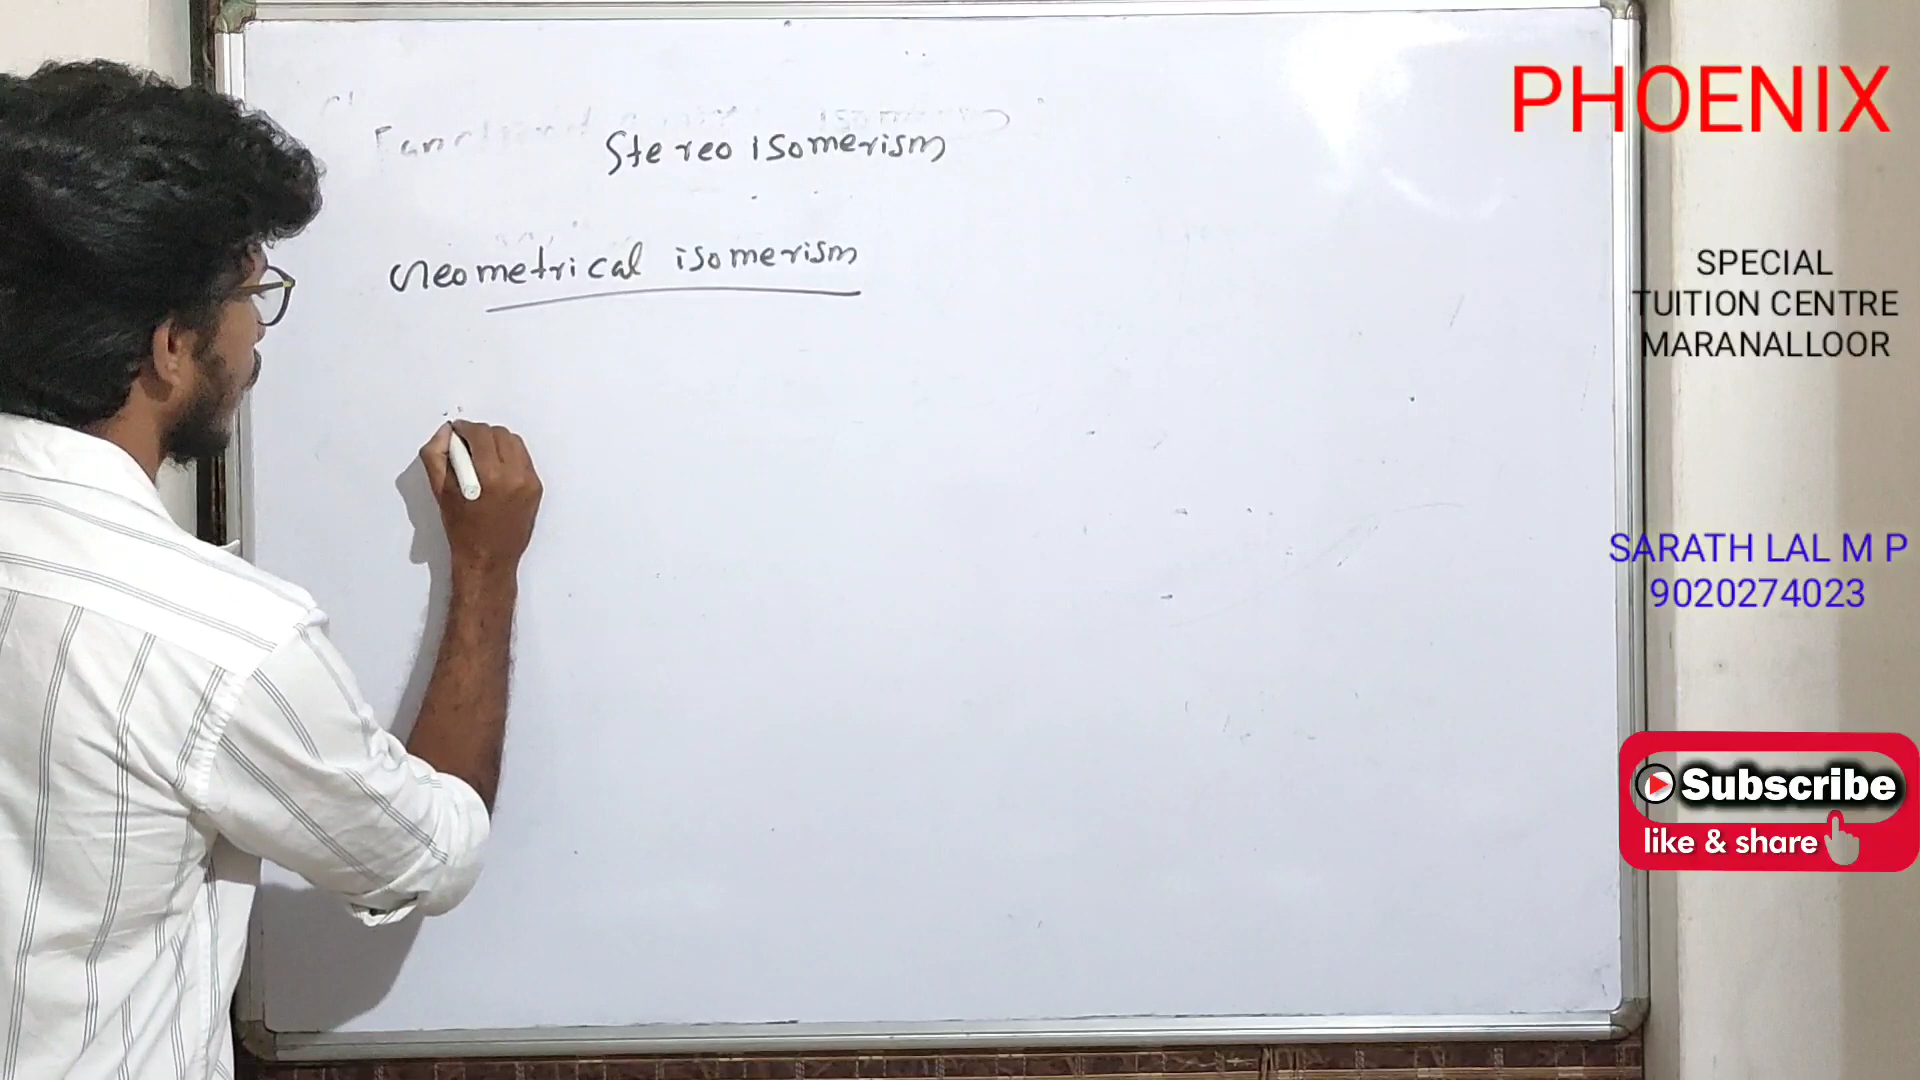 Stereo isomerism
Geometrical isomerism
PHOENIX
SPECIAL
TUITION CENTRE
MARANALLOOR
SARATH LAL M P
9020274023
Subscribe
like & share